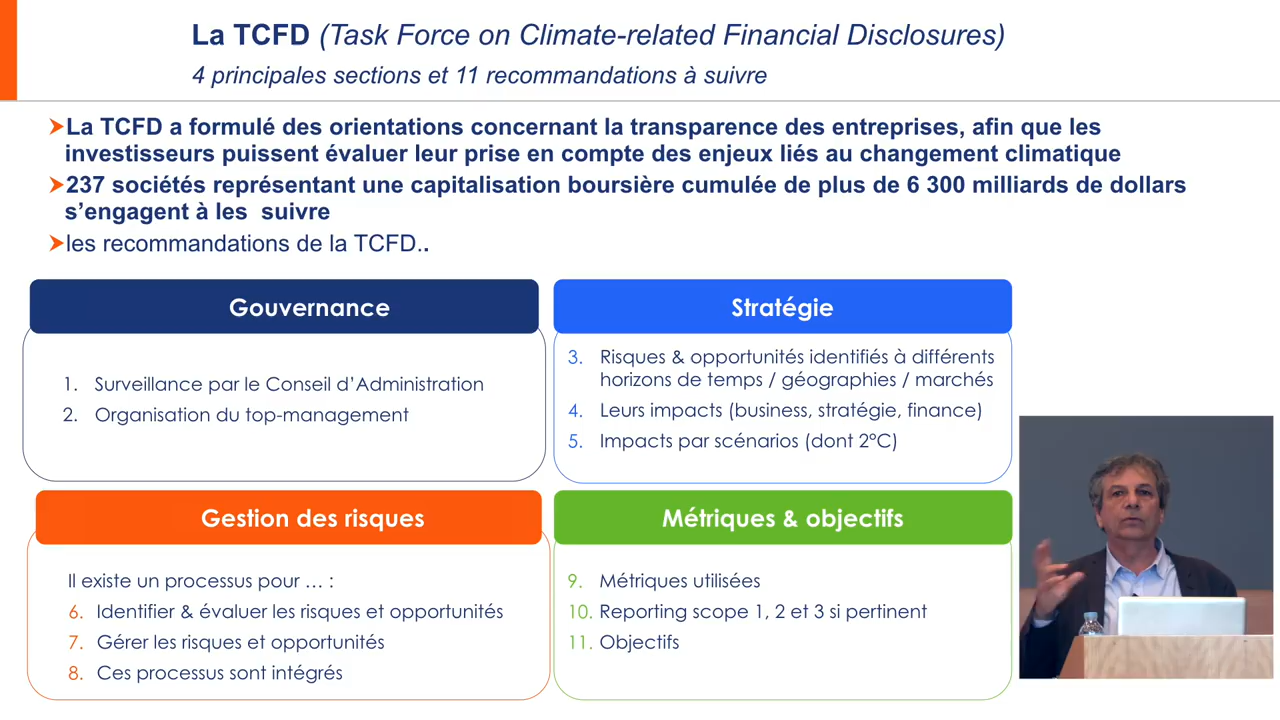 La TCFD (Task Force on Climate-related Financial Disclosures)
4 principales sections et 11 recommandations à suivre
➤La TCFD a formulé des orientations concernant la transparence des entreprises, afin que les
investisseurs puissent évaluer leur prise en compte des enjeux liés au changement climatique
➤237 sociétés représentant une capitalisation boursière cumulée de plus de 6 300 milliards de dollars
s’engagent à les  suivre
➤les recommandations de la TCFD..
Gouvernance
1. Surveillance par le Conseil d’Administration
2. Organisation du top-management
Stratégie
3. Risques & opportunités identifiés à différents
horizons de temps / géographies / marchés
4. Leurs impacts (business, stratégie, finance)
5. Impacts par scénarios (dont 2°C)
Gestion des risques
Il existe un processus pour … :
6. Identifier & évaluer les risques et opportunités
7. Gérer les risques et opportunités
8. Ces processus sont intégrés
Métriques & objectifs
9. Métriques utilisées
10. Reporting scope 1, 2 et 3 si pertinent
11. Objectifs